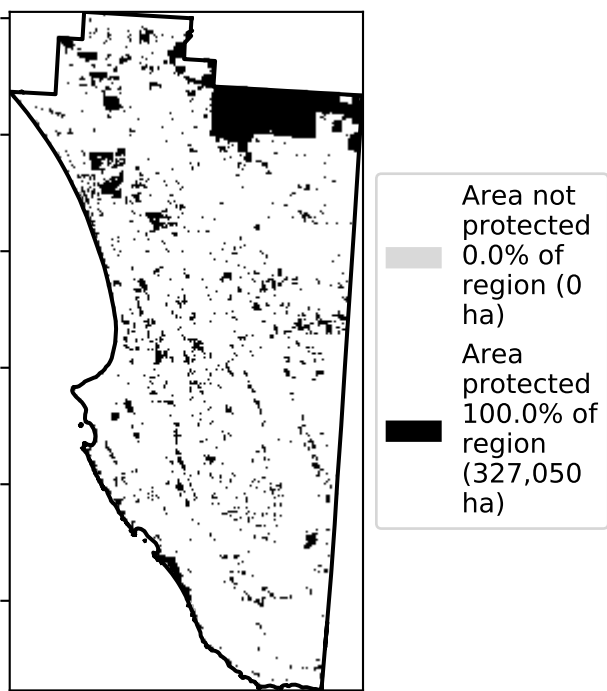 Area not
protected
0.0% of
region (0
ha)
Area
protected
100.0% of
region
(327,050
ha)